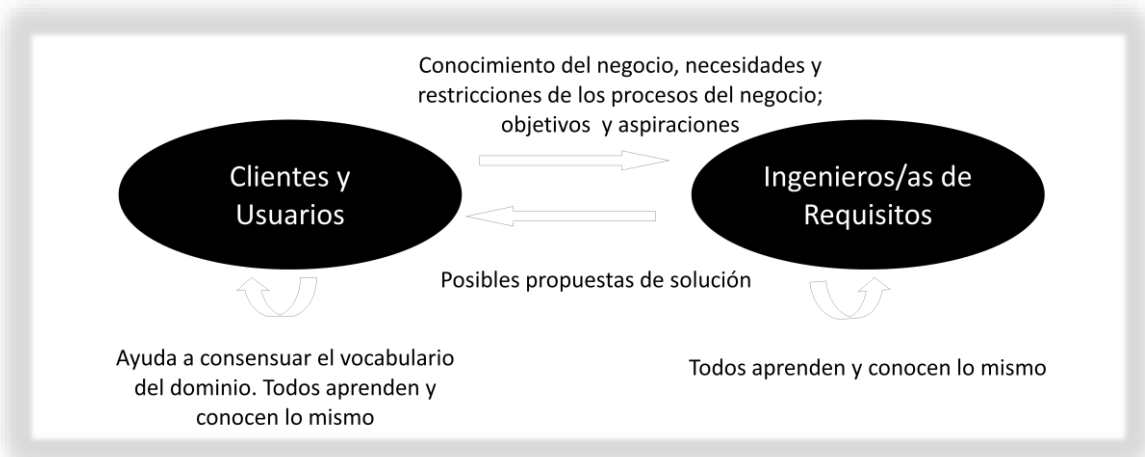 Conocimiento del negocio, necesidades y
restricciones de los procesos del negocio;
objetivos y aspiraciones
Clientes y
Usuarios
Ingenieros/as de
Requisitos
Posibles propuestas de solución
Ayuda a consensuar el vocabulario
del dominio. Todos aprenden y
conocen lo mismo
Todos aprenden y conocen lo mismo